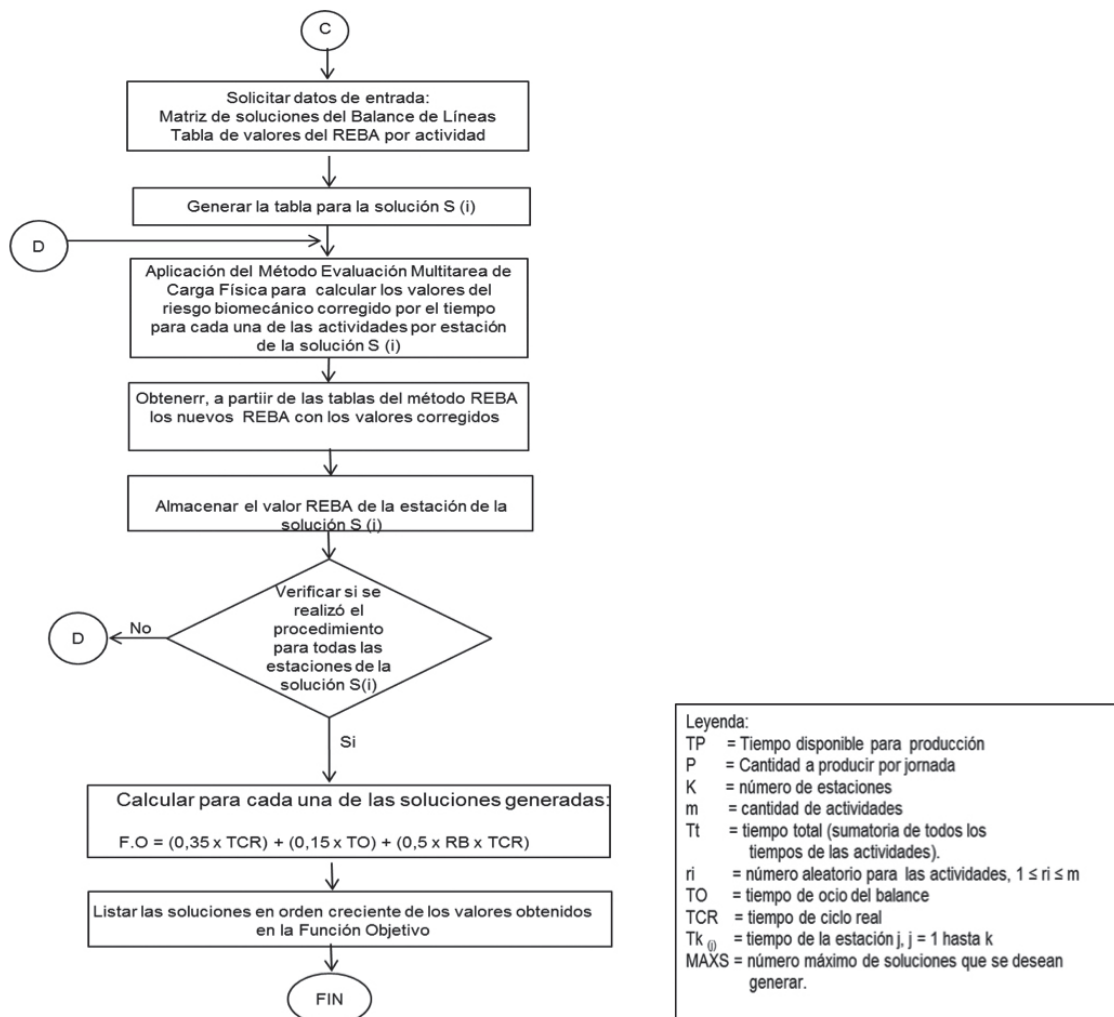 C
Solicitar datos de entrada:
Matriz de soluciones del Balance de Líneas
Tabla de valores del REBA por actividad
Generar la tabla para la solución S (i)
D
Aplicación del Método Evaluación Multitarea de
Carga Física para calcular los valores del
riesgo biomecánico corregido por el tiempo
para cada una de las actividades por estación
de la solución S (i)
Obtenerr, a partiir de las tablas del método REBA
los nuevos REBA con los valores corregidos
Almacenar el valor REBA de la estación de la
solución S (i)
Verificar si se
realizó el
procedimiento
para todas las
estaciones de la
solución S(i)
No
D
Si
Calcular para cada una de las soluciones generadas:
F.O = (0,35 x TCR) + (0,15 x TO) + (0,5 x RB x TCR)
Listar las soluciones en orden creciente de los valores obtenidos
en la Función Objetivo
FIN
Leyenda:
TP = Tiempo disponible para producción
P = Cantidad a producir por jornada
K = número de estaciones
m = cantidad de actividades
Tt = tiempo total (sumatoria de todos los
tiempos de las actividades).
ri = número aleatorio para las actividades, 1 ≤ ri ≤ m
TO = tiempo de ocio del balance
TCR = tiempo de ciclo real
Tk (j) = tiempo de la estación j, j = 1 hasta k
MAXS = número máximo de soluciones que se desean
generar.